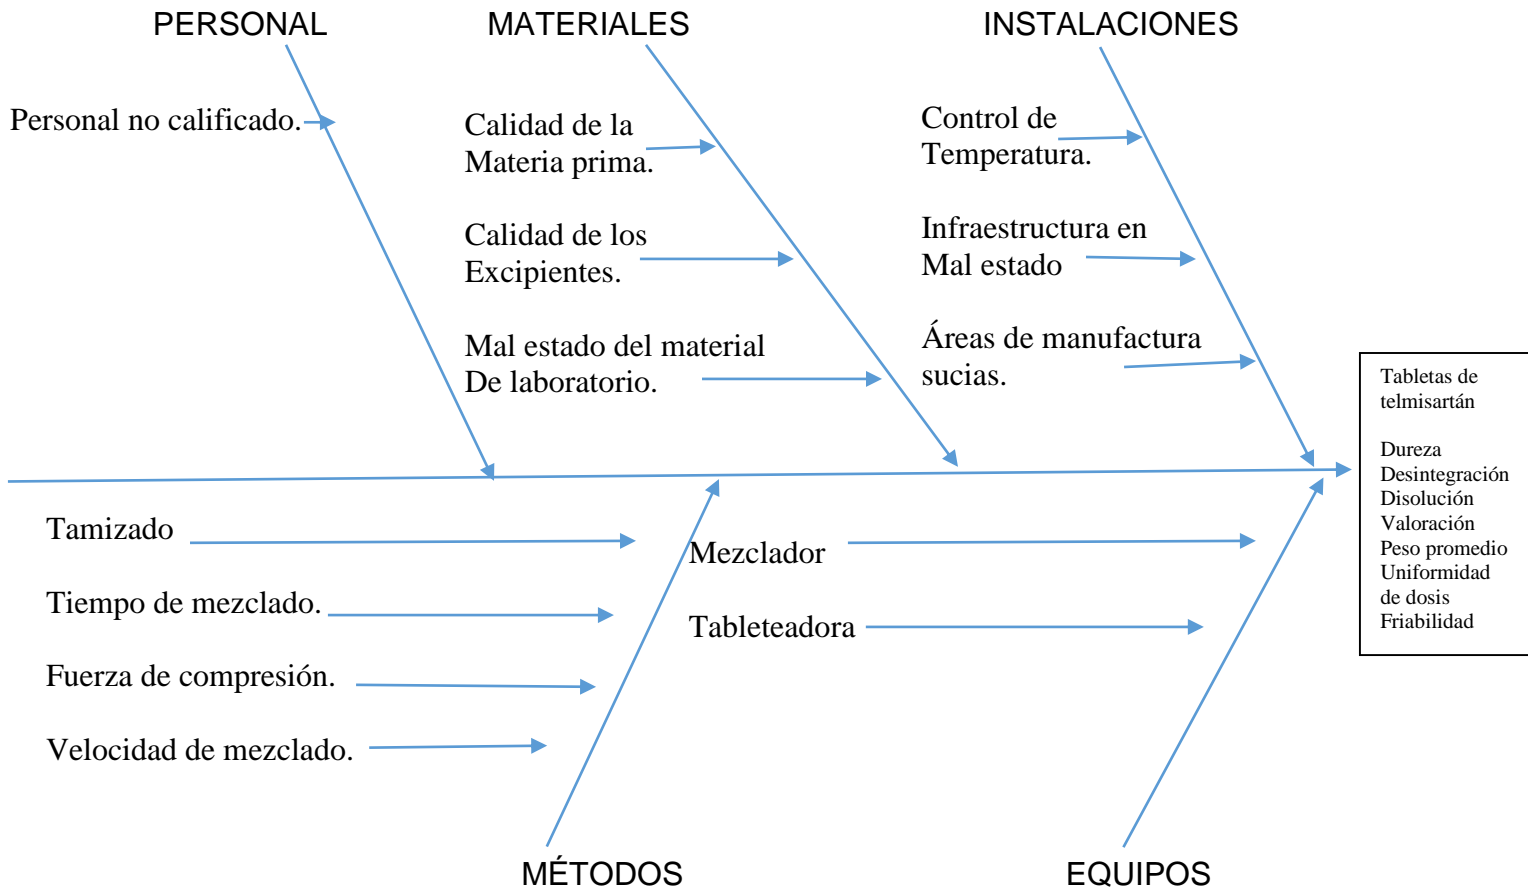 PERSONAL
MATERIALES
INSTALACIONES
Personal no calificado.
Calidad de la
Materia prima.
Calidad de los
Excipientes.
Mal estado del material
De laboratorio.
Control de
Temperatura.
Infraestructura en
Mal estado
Áreas de manufactura
sucias.
Tabletas de
telmisartán
Dureza
Desintegración
Disolución
Valoración
Peso promedio
Uniformidad
de dosis
Friabilidad
Tamizado
Tiempo de mezclado.
Fuerza de compresión.
Velocidad de mezclado.
Mezclador
Tableteadora
MÉTODOS
EQUIPOS